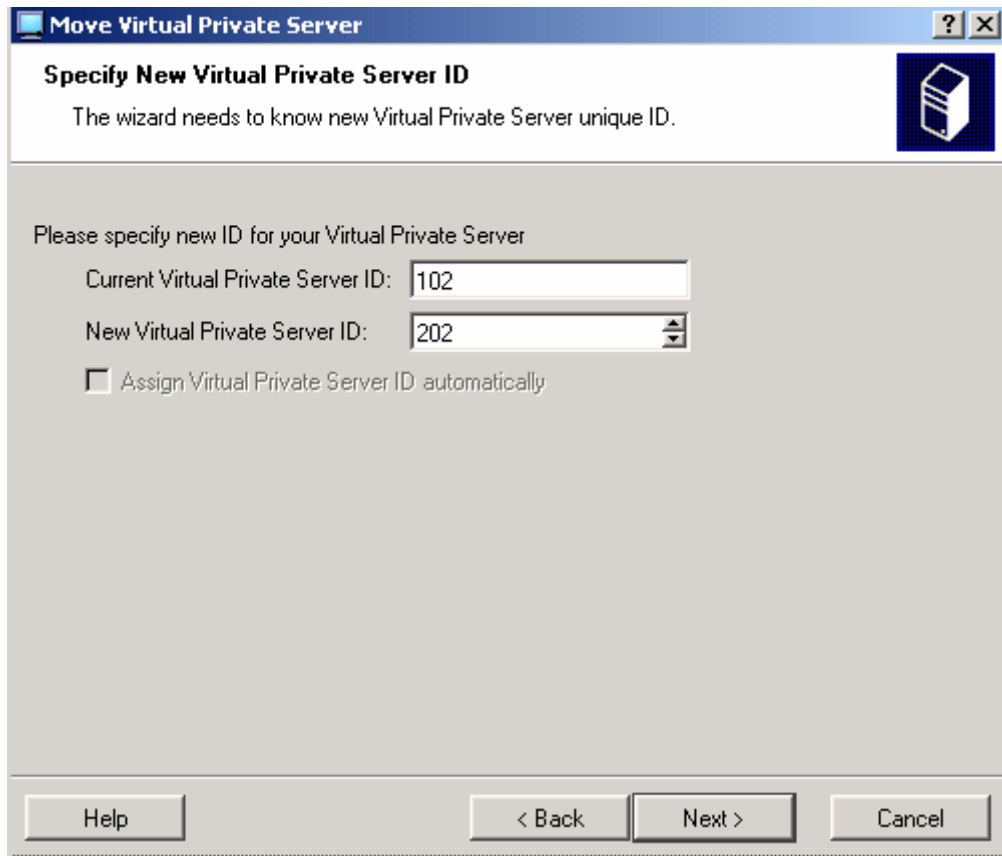 Move Virtual Private Server
Specify New Virtual Private Server ID
The wizard needs to know new Virtual Private Server unique ID.
Please specify new ID for your Virtual Private Server
Current Virtual Private Server ID: 102
New Virtual Private Server ID: 202
Assign Virtual Private Server ID automatically
Help < Back Next > Cancel